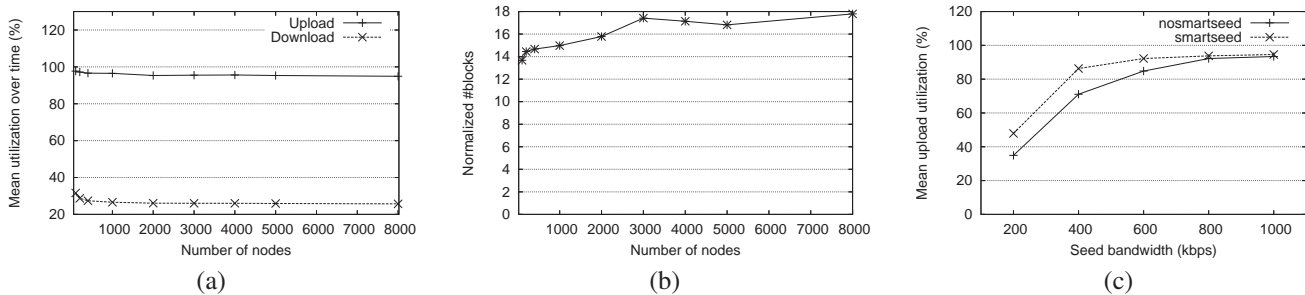 Mean utilization over time (%)
120
100
80
60
40
20
Upload
Download
1000 2000 3000 4000 5000 6000 7000 8000
Number of nodes
(a)
Normalized #blocks
18
16
14
12
10
8
6
4
2
0
1000 2000 3000 4000 5000 6000 7000 8000
Number of nodes
(b)
Mean upload utilization (%)
120
100
80
60
40
20
0
nosmartseed
smartseed
200 400 600 800 1000
Seed bandwidth (kbps)
(c)